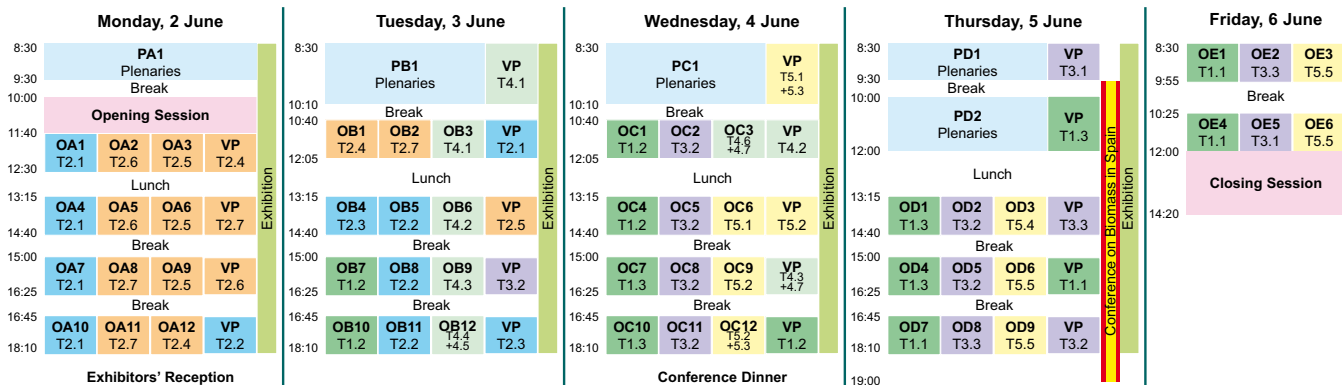 Monday, 2 June
8:30
PA1
Plenaries
9:30
Break
10:00
Opening Session
11:40
OA1 OA2 OA3 VP
T2.1 T2.6 T2.5 T2.4
12:30
Lunch
13:15
OA4 OA5 OA6 VP
T2.1 T2.6 T2.5 T2.7
14:40
Break
15:00
OA7 OA8 OA9 VP
T2.1 T2.7 T2.5 T2.6
16:25
Break
16:45
OA10 OA11 OA12 VP
T2.1 T2.7 T2.4 T2.2
18:10
Exhibition
Exhibitors' Reception
Tuesday, 3 June
8:30
PB1 VP
Plenaries T4.1
10:10
Break
10:40
OB1 OB2 OB3 VP
T2.4 T2.7 T4.1 T2.1
12:05
Lunch
13:15
OB4 OB5 OB6 VP
T2.3 T2.2 T4.2 T2.5
14:40
Break
15:00
OB7 OB8 OB9 VP
T1.2 T2.2 T4.3 T3.2
16:25
Break
16:45
OB10 OB11 OB12 VP
T1.2 T2.2 T4.4 +4.5 T2.3
18:10
Exhibition
Wednesday, 4 June
8:30
PC1 VP
Plenaries T5.1
+5.3
10:10
Break
10:40
OC1 OC2 OC3 VP
T1.2 T3.2 T4.6 +4.7 T4.2
12:05
Lunch
13:15
OC4 OC5 OC6 VP
T1.2 T3.2 T5.1 T5.2
14:40
Break
15:00
OC7 OC8 OC9 VP
T1.3 T3.2 T5.2 T4.3 +4.7
16:25
Break
16:45
OC10 OC11 OC12 VP
T1.3 T3.2 T5.2 +5.3 T1.2
18:10
Exhibition
Conference Dinner
Thursday, 5 June
8:30
PD1 VP
Plenaries T3.1
9:30
Break
10:00
PD2 VP
Plenaries T1.3
12:00
Lunch
13:15
OD1 OD2 OD3 VP
T1.3 T3.2 T5.4 T3.3
14:40
Break
15:00
OD4 OD5 OD6 VP
T1.3 T3.2 T5.5 T1.1
16:25
Break
16:45
OD7 OD8 OD9 VP
T1.1 T3.3 T5.5 T3.2
18:10
19:00
Conference on Biomass in Spain
Exhibition
Friday, 6 June
8:30
OE1 OE2 OE3
T1.1 T3.3 T5.5
9:55
Break
10:25
OE4 OE5 OE6
T1.1 T3.1 T5.5
12:00
Closing Session
14:20